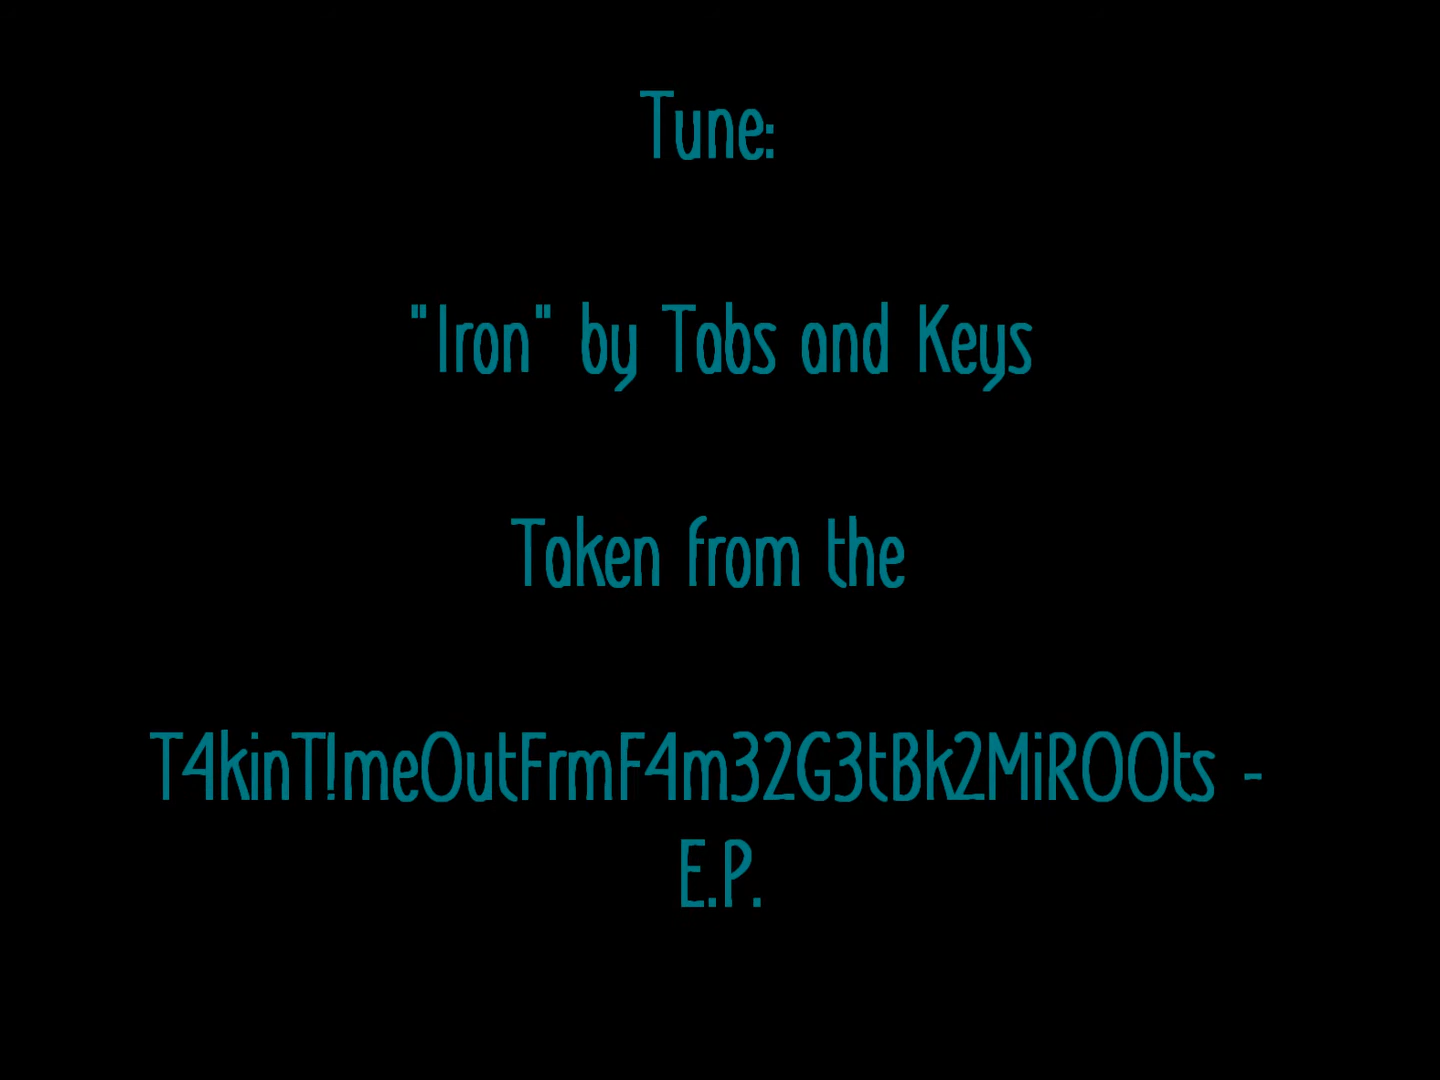 Tune:
"Iron" by Tabs and Keys
Taken from the
T4kinT!meOutFrmF4m32G3tBk2MiROOts -
E.P.